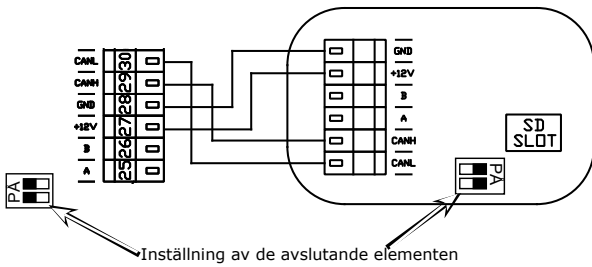 CANL 30
CANH 29
GND 28
+12V 27
B 26
A 25
GND
+12V
B
A
CANH
CANL
SD
SLOT
PA
PA
Inställning av de avslutande elementen